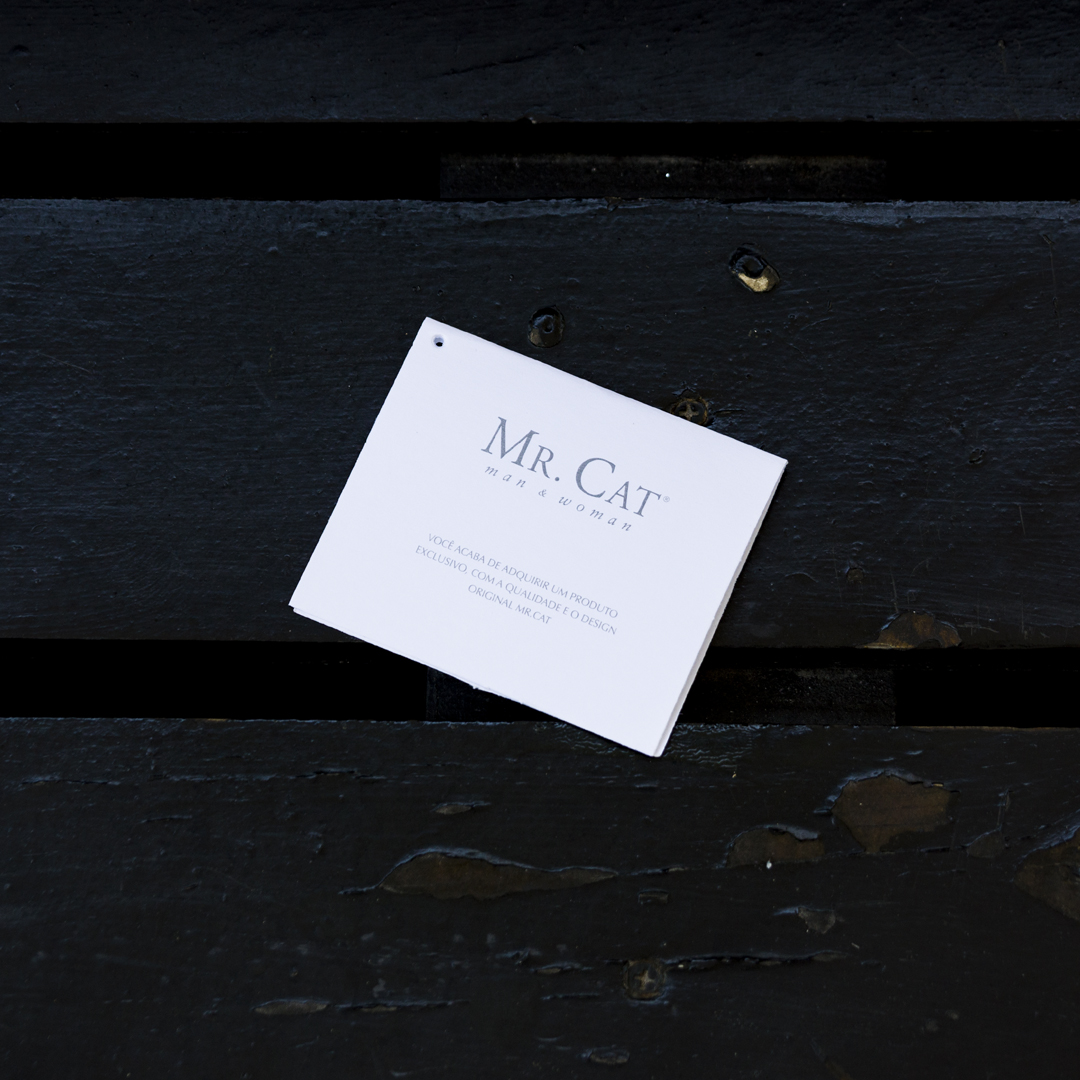 MR. CAT®
man & woman
VOCÊ ACABA DE ADQUIRIR UM PRODUTO
EXCLUSIVO, COM A QUALIDADE E O DESIGN
ORIGINAL MR.CAT